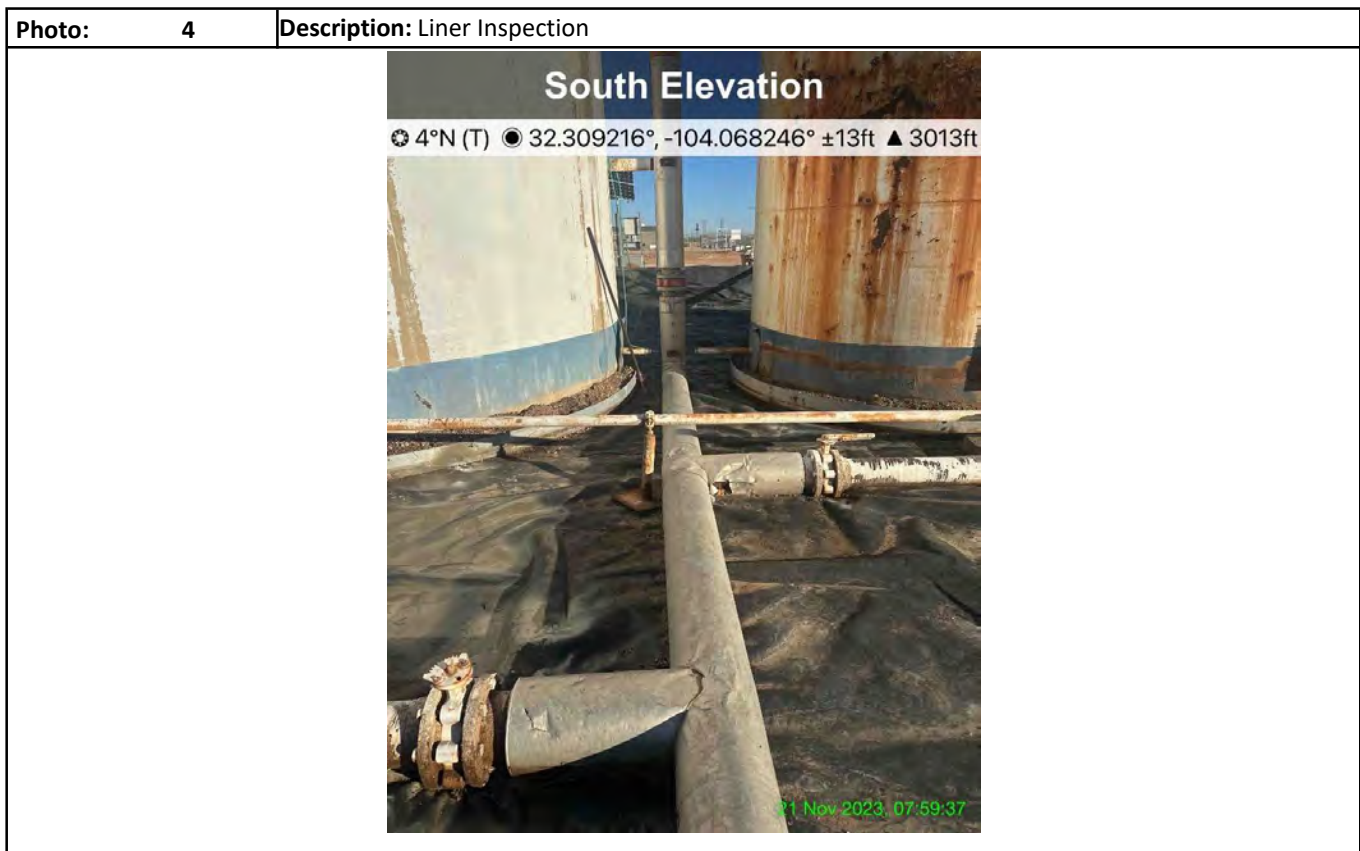 Photo: 4 Description: Liner Inspection
South Elevation
4°N (T) 32.309216°, -104.068246° ±13ft ▲ 3013ft
21 Nov 2023, 07:59:37